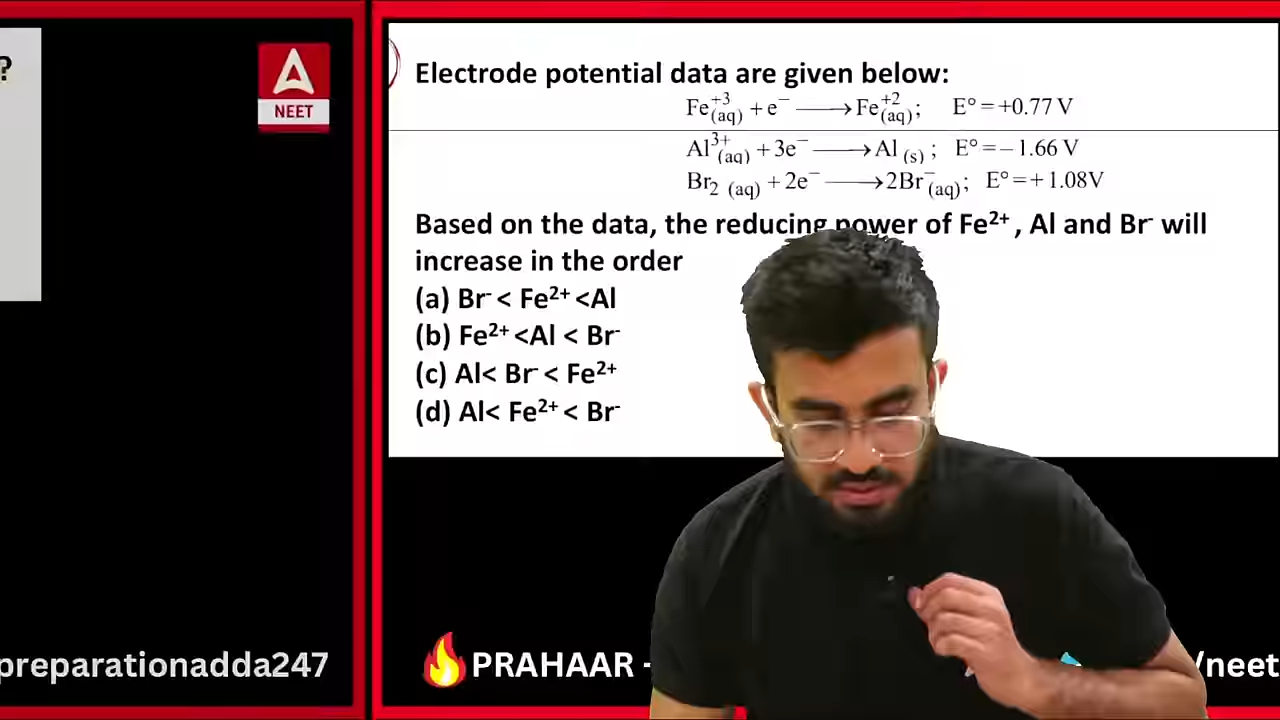 ?
NEET
Electrode potential data are given below:
Fe⁺³(aq) + e⁻ ⟶ Fe⁺²(aq); E° = +0.77 V
Al³⁺(aq) + 3e⁻ ⟶ Al (s) ; E° = – 1.66 V
Br₂ (aq) + 2e⁻ ⟶ 2Br⁻(aq); E° = + 1.08V
Based on the data, the reducing power of Fe²⁺ , Al and Br⁻ will
increase in the order
(a) Br⁻ < Fe²⁺ <Al
(b) Fe²⁺ <Al < Br⁻
(c) Al< Br⁻ < Fe²⁺
(d) Al< Fe²⁺ < Br⁻
preparationadda247
PRAHAAR -
/neet